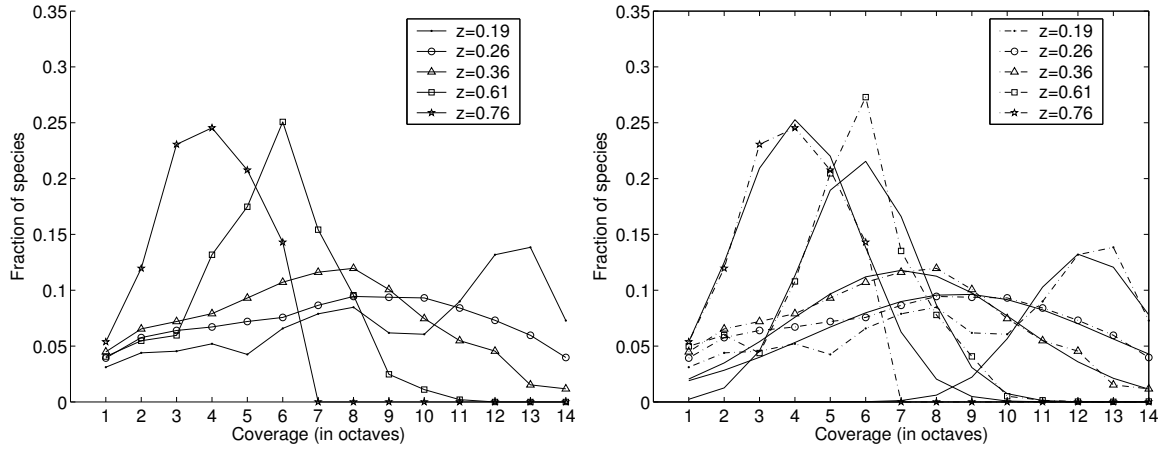 0.35
0.3
0.25
0.2
0.15
0.1
0.05
0
Fraction of species
1 2 3 4 5 6 7 8 9 10 11 12 13 14
Coverage (in octaves)
z=0.19
z=0.26
z=0.36
z=0.61
z=0.76
0.35
0.3
0.25
0.2
0.15
0.1
0.05
0
Fraction of species
1 2 3 4 5 6 7 8 9 10 11 12 13 14
Coverage (in octaves)
z=0.19
z=0.26
z=0.36
z=0.61
z=0.76